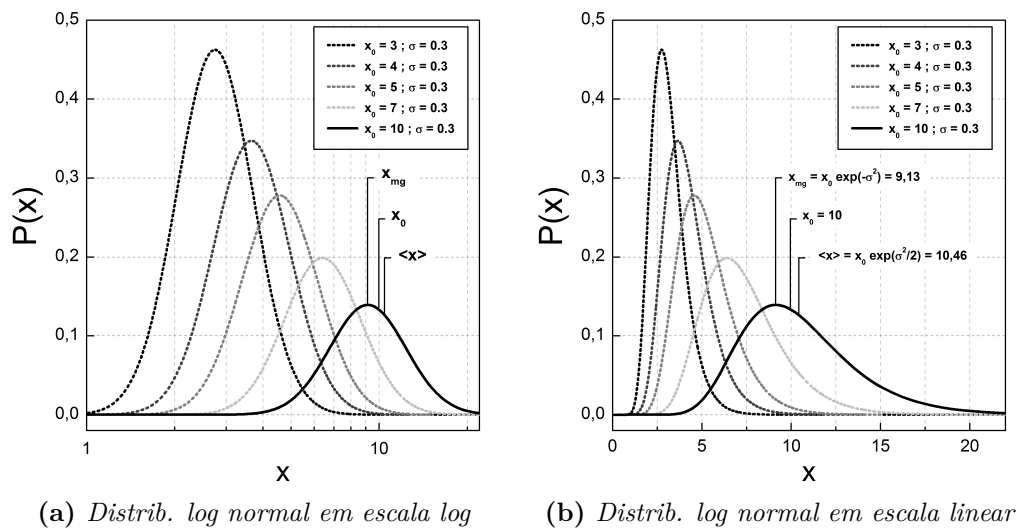 0,5
0,4
0,3
0,2
0,1
0,0
P(x)
x₀ = 3 ; σ = 0.3
x₀ = 4 ; σ = 0.3
x₀ = 5 ; σ = 0.3
x₀ = 7 ; σ = 0.3
x₀ = 10 ; σ = 0.3
x_mg
x₀
<x>
1 10
x
(a) Distrib. log normal em escala log
0,5
0,4
0,3
0,2
0,1
0,0
P(x)
x₀ = 3 ; σ = 0.3
x₀ = 4 ; σ = 0.3
x₀ = 5 ; σ = 0.3
x₀ = 7 ; σ = 0.3
x₀ = 10 ; σ = 0.3
x_mg = x₀ exp(-σ²) = 9,13
x₀ = 10
<x> = x₀ exp(σ²/2) = 10,46
0 5 10 15 20
x
(b) Distrib. log normal em escala linear